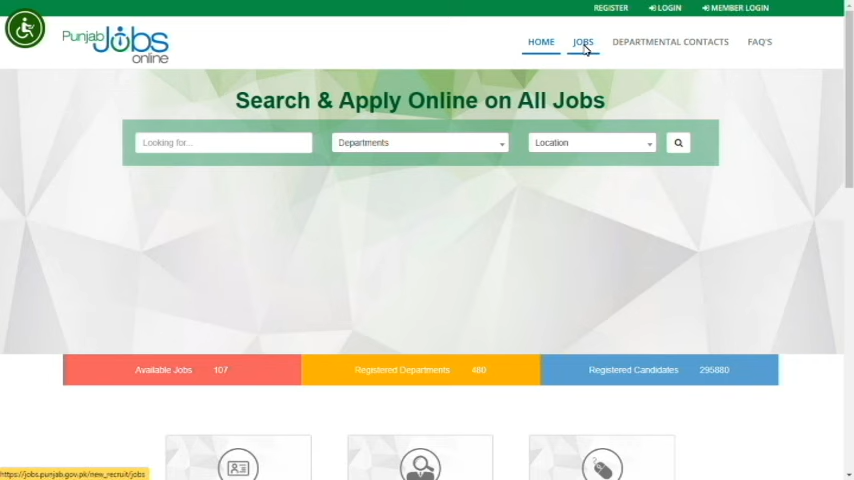 REGISTER LOGIN MEMBER LOGIN
Punjab Jobs online
HOME JOBS DEPARTMENTAL CONTACTS FAQ'S
Search & Apply Online on All Jobs
Looking for... Departments Location
Available Jobs 107 Registered Departments 480 Registered Candidates 295880
https://jobs.punjab.gov.pk/new_recruit/jobs